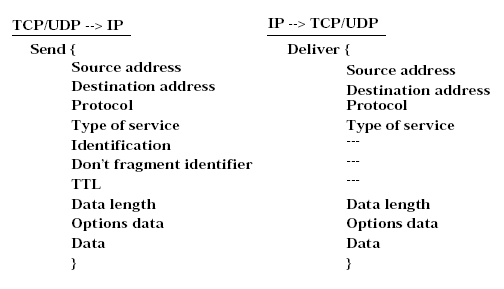 TCP/UDP --> IP
Send {
Source address
Destination address
Protocol
Type of service
Identification
Don't fragment identifier
TTL
Data length
Options data
Data
}
IP --> TCP/UDP
Deliver {
Source address
Destination address
Protocol
Type of service
---
---
---
Data length
Options data
Data
}